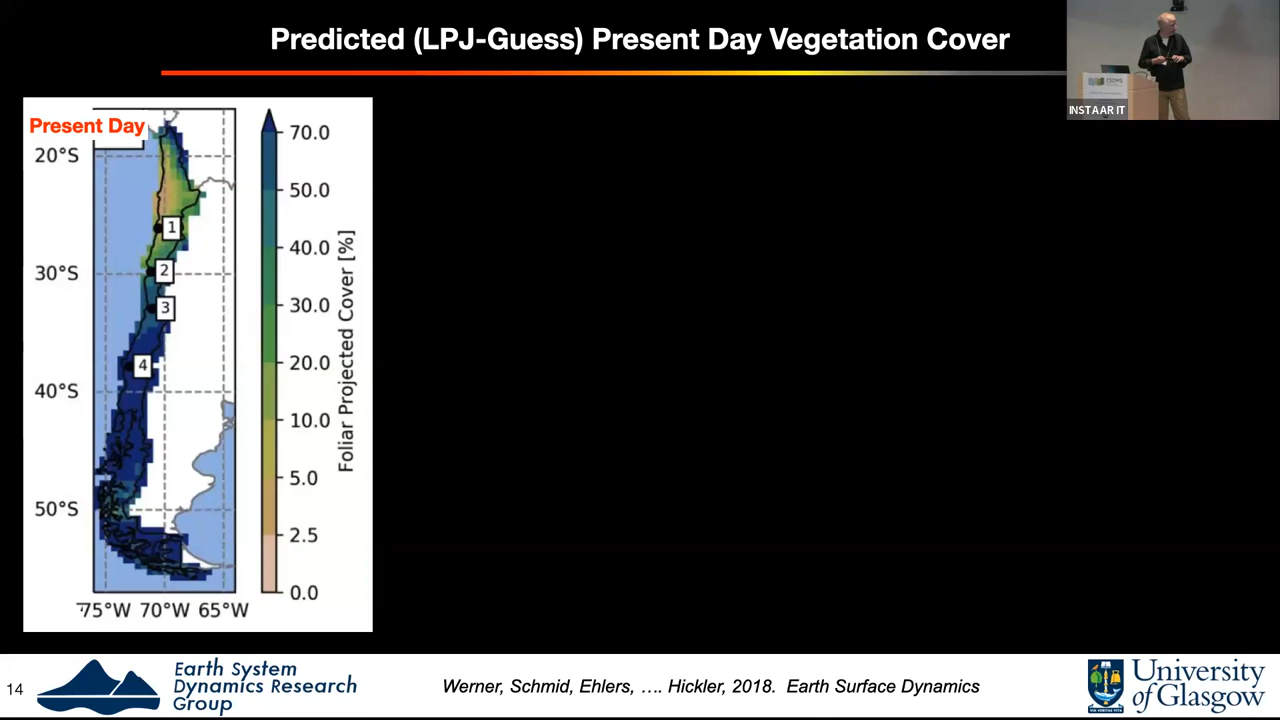 Predicted (LPJ-Guess) Present Day Vegetation Cover
INSTAAR IT
Present Day
20°S
30°S
40°S
50°S
75°W 70°W 65°W
1
2
3
4
70.0
50.0
40.0
30.0
20.0
10.0
5.0
2.5
0.0
Foliar Projected Cover [%]
14
Earth System
Dynamics Research
Group
Werner, Schmid, Ehlers, …. Hickler, 2018. Earth Surface Dynamics
University
of Glasgow